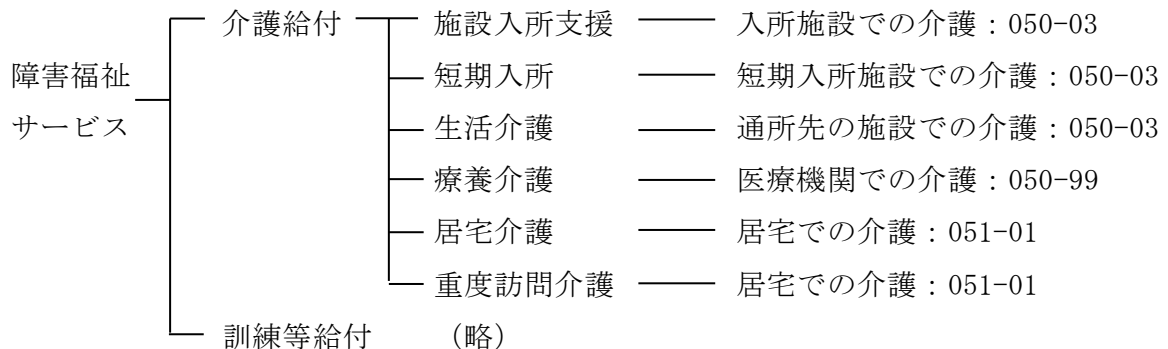 介護給付 施設入所支援 入所施設での介護：050-03
障害福祉 短期入所 短期入所施設での介護：050-03
サービス 生活介護 通所先の施設での介護：050-03
療養介護 医療機関での介護：050-99
居宅介護 居宅での介護：051-01
重度訪問介護 居宅での介護：051-01
訓練等給付 （略）